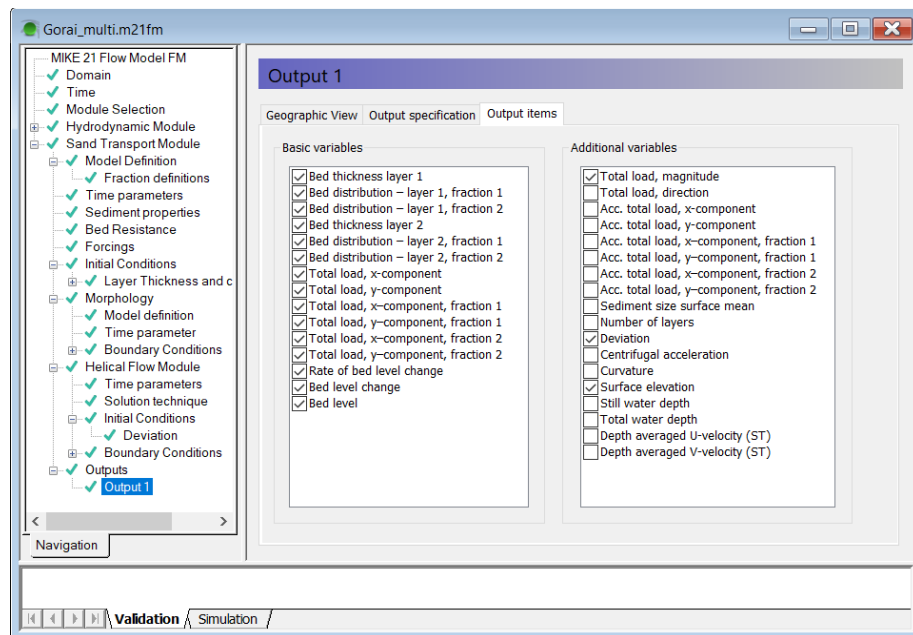 Gorai_multi.m21fm
MIKE 21 Flow Model FM
Domain
Time
Module Selection
Hydrodynamic Module
Sand Transport Module
Model Definition
Fraction definitions
Time parameters
Sediment properties
Bed Resistance
Forcings
Initial Conditions
Layer Thickness and c
Morphology
Model definition
Time parameter
Boundary Conditions
Helical Flow Module
Time parameters
Solution technique
Initial Conditions
Deviation
Boundary Conditions
Outputs
Output 1
Navigation
Output 1
Geographic View Output specification Output items
Basic variables
Bed thickness layer 1
Bed distribution – layer 1, fraction 1
Bed distribution – layer 1, fraction 2
Bed thickness layer 2
Bed distribution – layer 2, fraction 1
Bed distribution – layer 2, fraction 2
Total load, x-component
Total load, y-component
Total load, x–component, fraction 1
Total load, y–component, fraction 1
Total load, x–component, fraction 2
Total load, y–component, fraction 2
Rate of bed level change
Bed level change
Bed level
Additional variables
Total load, magnitude
Total load, direction
Acc. total load, x-component
Acc. total load, y-component
Acc. total load, x–component, fraction 1
Acc. total load, y–component, fraction 1
Acc. total load, x–component, fraction 2
Acc. total load, y–component, fraction 2
Sediment size surface mean
Number of layers
Deviation
Centrifugal acceleration
Curvature
Surface elevation
Still water depth
Total water depth
Depth averaged U-velocity (ST)
Depth averaged V-velocity (ST)
Validation Simulation